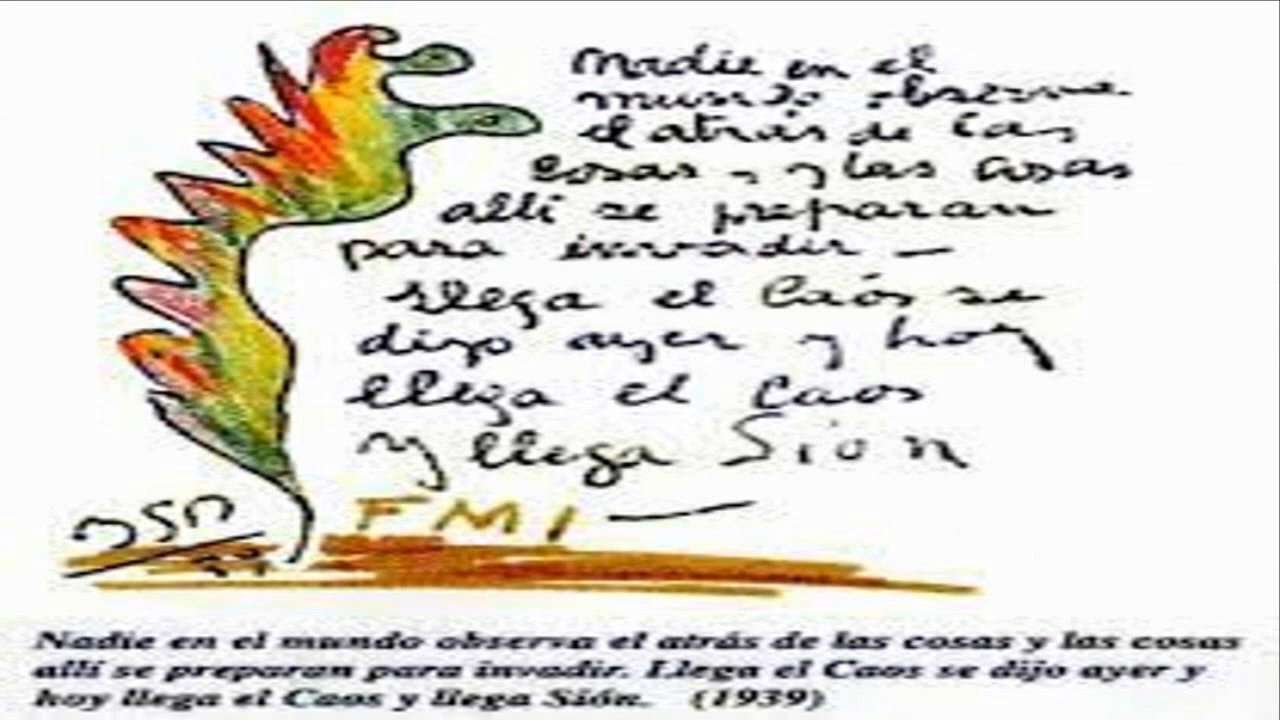 Nadie en el
mundo observa
el atrás de las
cosas - y las cosas
allí se preparan
para invadir -
llega el Caos se
dijo ayer y hoy
llega el Caos
y llega Sion
FMI -
BSP
Nadie en el mundo observa el atrás de las cosas y las cosas
allí se preparan para invadir. Llega el Caos se dijo ayer y
hoy llega el Caos y llega Sión. (1939)